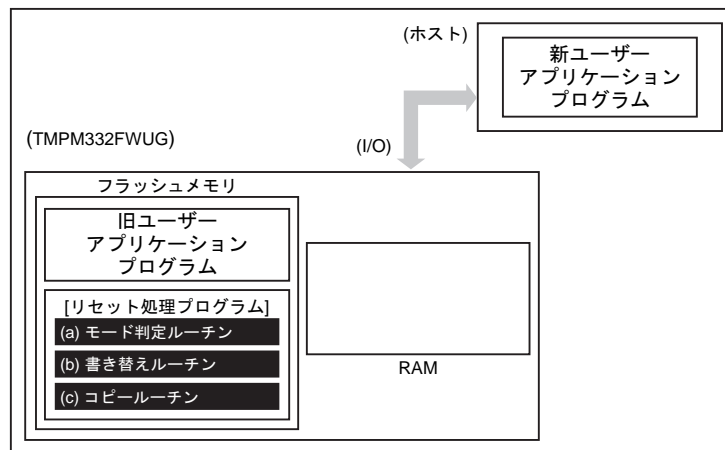 (ホスト)
新ユーザー
アプリケーション
プログラム
(TMPM332FWUG)
(I/O)
フラッシュメモリ
旧ユーザー
アプリケーション
プログラム
[リセット処理プログラム]
(a) モード判定ルーチン
(b) 書き替えルーチン
(c) コピールーチン
RAM